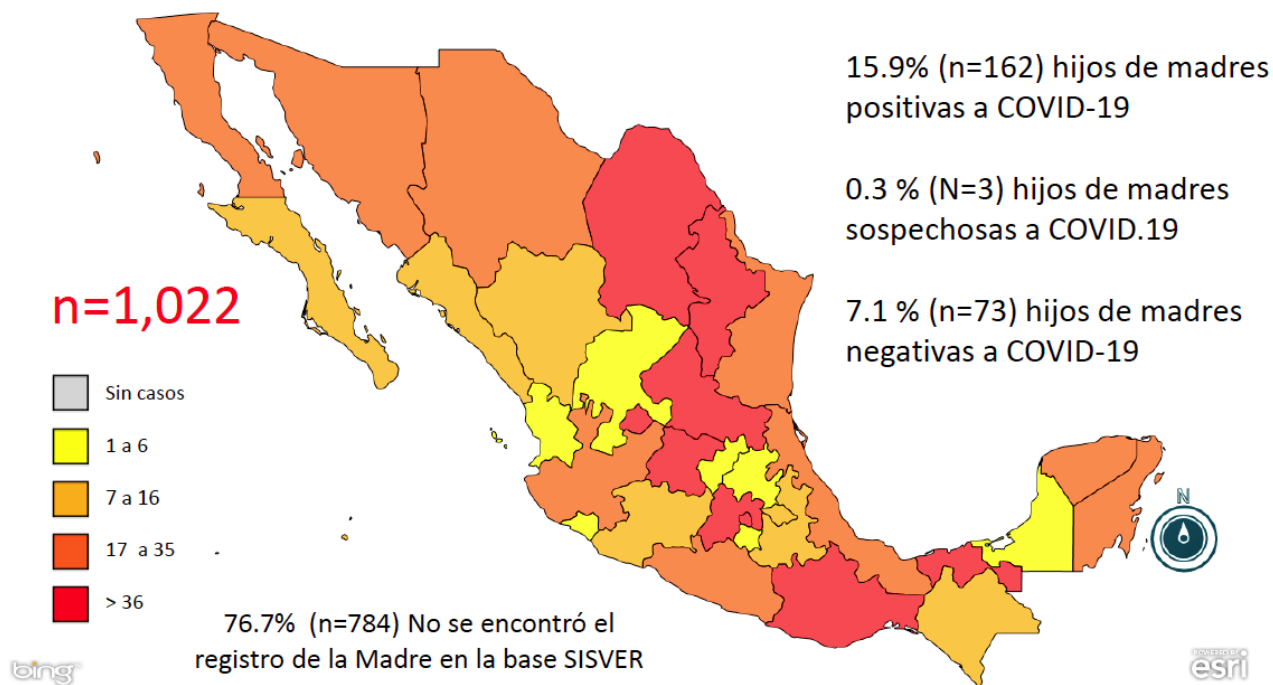 15.9% (n=162) hijos de madres
positivas a COVID-19
0.3 % (N=3) hijos de madres
sospechosas a COVID.19
7.1 % (n=73) hijos de madres
negativas a COVID-19
n=1,022
Sin casos
1 a 6
7 a 16
17 a 35
> 36
76.7% (n=784) No se encontró el
registro de la Madre en la base SISVER
N
bing
POWERED BY
esri